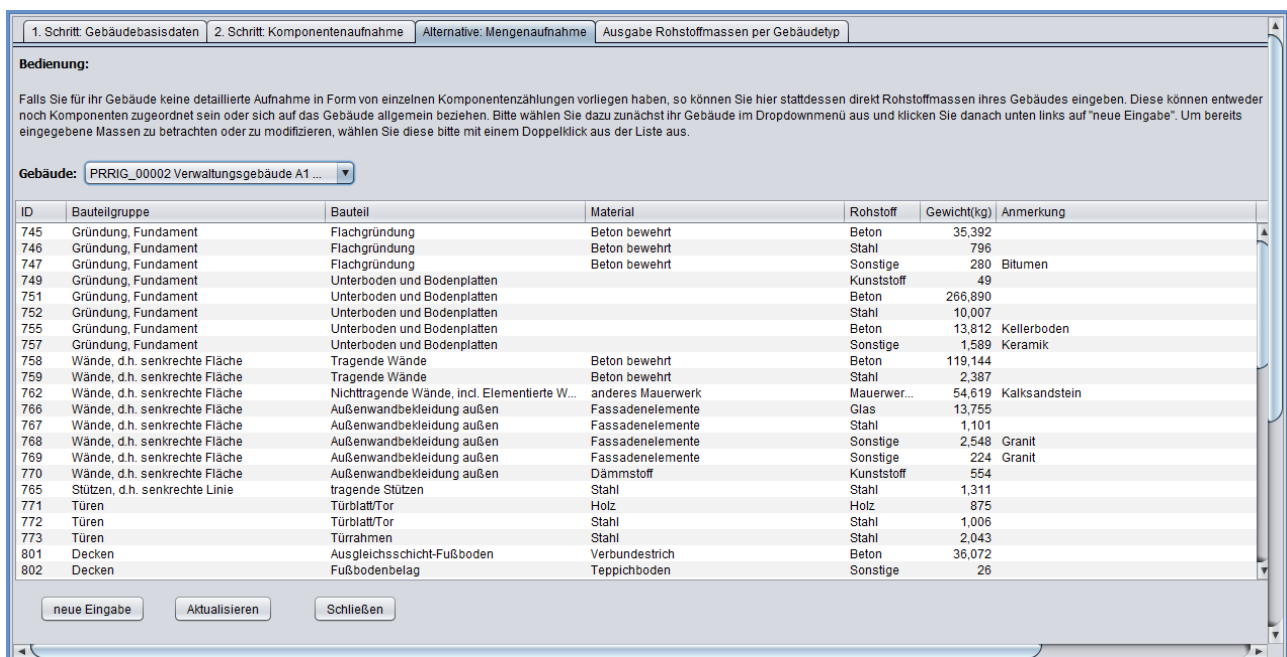 1. Schritt: Gebäudebasisdaten 2. Schritt: Komponentenaufnahme Alternative: Mengenaufnahme Ausgabe Rohstoffmassen per Gebäudetyp
Bedienung:
Falls Sie für ihr Gebäude keine detaillierte Aufnahme in Form von einzelnen Komponentenzählungen vorliegen haben, so können Sie hier stattdessen direkt Rohstoffmassen ihres Gebäudes eingeben. Diese können entweder
noch Komponenten zugeordnet sein oder sich auf das Gebäude allgemein beziehen. Bitte wählen Sie dazu zunächst ihr Gebäude im Dropdownmenü aus und klicken Sie danach unten links auf "neue Eingabe". Um bereits
eingegebene Massen zu betrachten oder zu modifizieren, wählen Sie diese bitte mit einem Doppelklick aus der Liste aus.
Gebäude: PRRIG_00002 Verwaltungsgebäude A1 ...
ID Bauteilgruppe Bauteil Material Rohstoff Gewicht(kg) Anmerkung
745 Gründung, Fundament Flachgründung Beton bewehrt Beton 35,392
746 Gründung, Fundament Flachgründung Beton bewehrt Stahl 796
747 Gründung, Fundament Flachgründung Beton bewehrt Sonstige 280 Bitumen
749 Gründung, Fundament Unterboden und Bodenplatten Kunststoff 49
751 Gründung, Fundament Unterboden und Bodenplatten Beton 266,890
752 Gründung, Fundament Unterboden und Bodenplatten Stahl 10,007
755 Gründung, Fundament Unterboden und Bodenplatten Beton 13,812 Kellerboden
757 Gründung, Fundament Unterboden und Bodenplatten Sonstige 1,589 Keramik
758 Wände, d.h. senkrechte Fläche Tragende Wände Beton bewehrt Beton 119,144
759 Wände, d.h. senkrechte Fläche Tragende Wände Beton bewehrt Stahl 2,387
762 Wände, d.h. senkrechte Fläche Nichttragende Wände, incl. Elementierte W... anderes Mauerwerk Mauerwer... 54,619 Kalksandstein
766 Wände, d.h. senkrechte Fläche Außenwandbekleidung außen Fassadenelemente Glas 13,755
767 Wände, d.h. senkrechte Fläche Außenwandbekleidung außen Fassadenelemente Stahl 1,101
768 Wände, d.h. senkrechte Fläche Außenwandbekleidung außen Fassadenelemente Sonstige 2,548 Granit
769 Wände, d.h. senkrechte Fläche Außenwandbekleidung außen Fassadenelemente Sonstige 224 Granit
770 Wände, d.h. senkrechte Fläche Außenwandbekleidung außen Dämmstoff Kunststoff 554
765 Stützen, d.h. senkrechte Linie tragende Stützen Stahl Stahl 1,311
771 Türen Türblatt/Tor Holz Holz 875
772 Türen Türblatt/Tor Stahl Stahl 1,006
773 Türen Türrahmen Stahl Stahl 2,043
801 Decken Ausgleichsschicht-Fußboden Verbundestrich Beton 36,072
802 Decken Fußbodenbelag Teppichboden Sonstige 26
neue Eingabe Aktualisieren Schließen